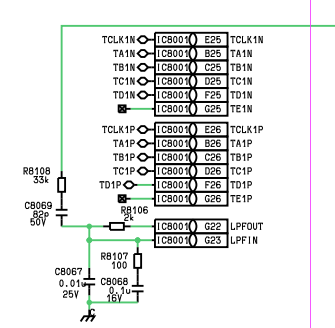 TCLK1N IC8001 E25 TCLK1N
TA1N IC8001 B25 TA1N
TB1N IC8001 C25 TB1N
TC1N IC8001 D25 TC1N
TD1N IC8001 F25 TD1N
IC8001 G25 TE1N
TCLK1P IC8001 E26 TCLK1P
TA1P IC8001 B26 TA1P
TB1P IC8001 C26 TB1P
TC1P IC8001 D26 TC1P
TD1P IC8001 F26 TD1P
IC8001 G26 TE1P
R8108
33k
C8069
82p
50V
R8106
2k
IC8001 G22 LPFOUT
IC8001 G23 LPFIN
R8107
100
C8067
0.01u
25V
C8068
0.1u
16V